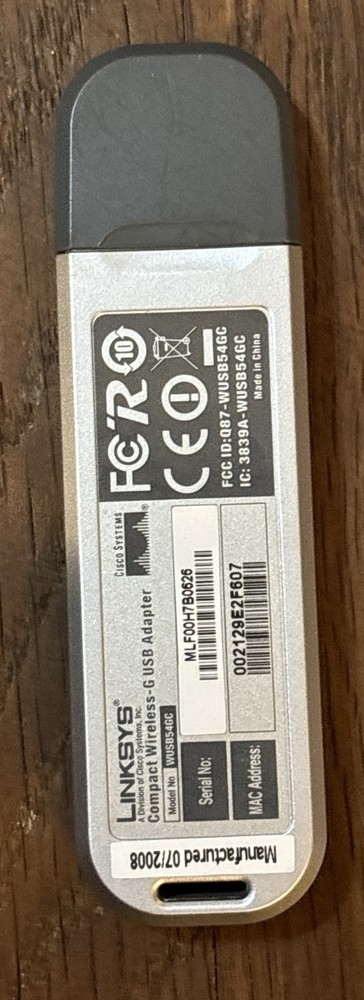 LINKSYS®
A Division of Cisco Systems, Inc.
Compact Wireless-G USB Adapter
CISCO SYSTEMS
®
Model No WUSB54GC
Serial No:
MLF00H7B0626
MAC Address:
002129E2F607
FC 10
CE
FCC ID:Q87-WUSB54GC
IC: 3839A-WUSB54GC
Made in China
Manufactured 07/2008